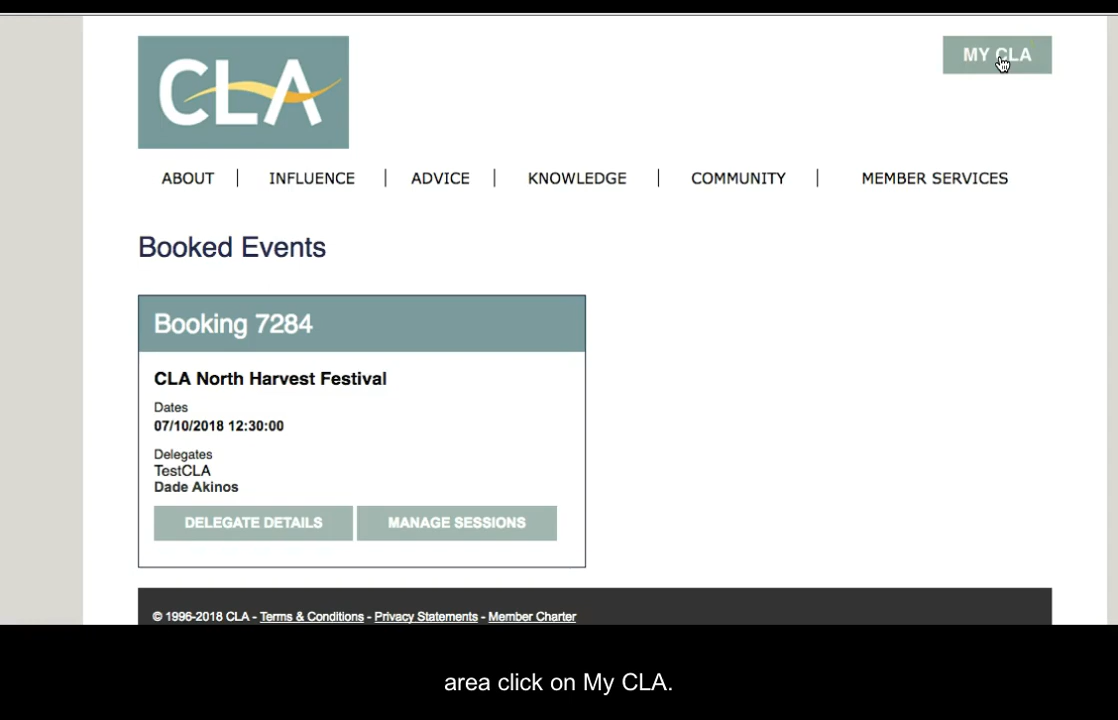 CLA
MY CLA
ABOUT | INFLUENCE | ADVICE | KNOWLEDGE | COMMUNITY | MEMBER SERVICES
Booked Events
Booking 7284
CLA North Harvest Festival
Dates
07/10/2018 12:30:00
Delegates
TestCLA
Dade Akinos
DELEGATE DETAILS MANAGE SESSIONS
© 1996-2018 CLA - Terms & Conditions - Privacy Statements - Member Charter
area click on My CLA.